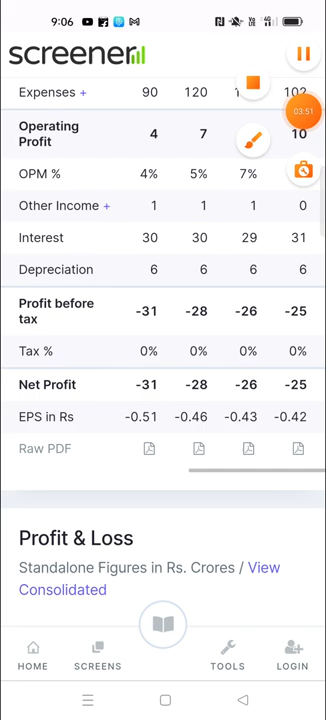 9:06
screener
Expenses + 90 120 102
03:51
Operating Profit 4 7 10
OPM % 4% 5% 7%
Other Income + 1 1 1 0
Interest 30 30 29 31
Depreciation 6 6 6 6
Profit before tax -31 -28 -26 -25
Tax % 0% 0% 0% 0%
Net Profit -31 -28 -26 -25
EPS in Rs -0.51 -0.46 -0.43 -0.42
Raw PDF
Profit & Loss
Standalone Figures in Rs. Crores / View
Consolidated
HOME SCREENS TOOLS LOGIN